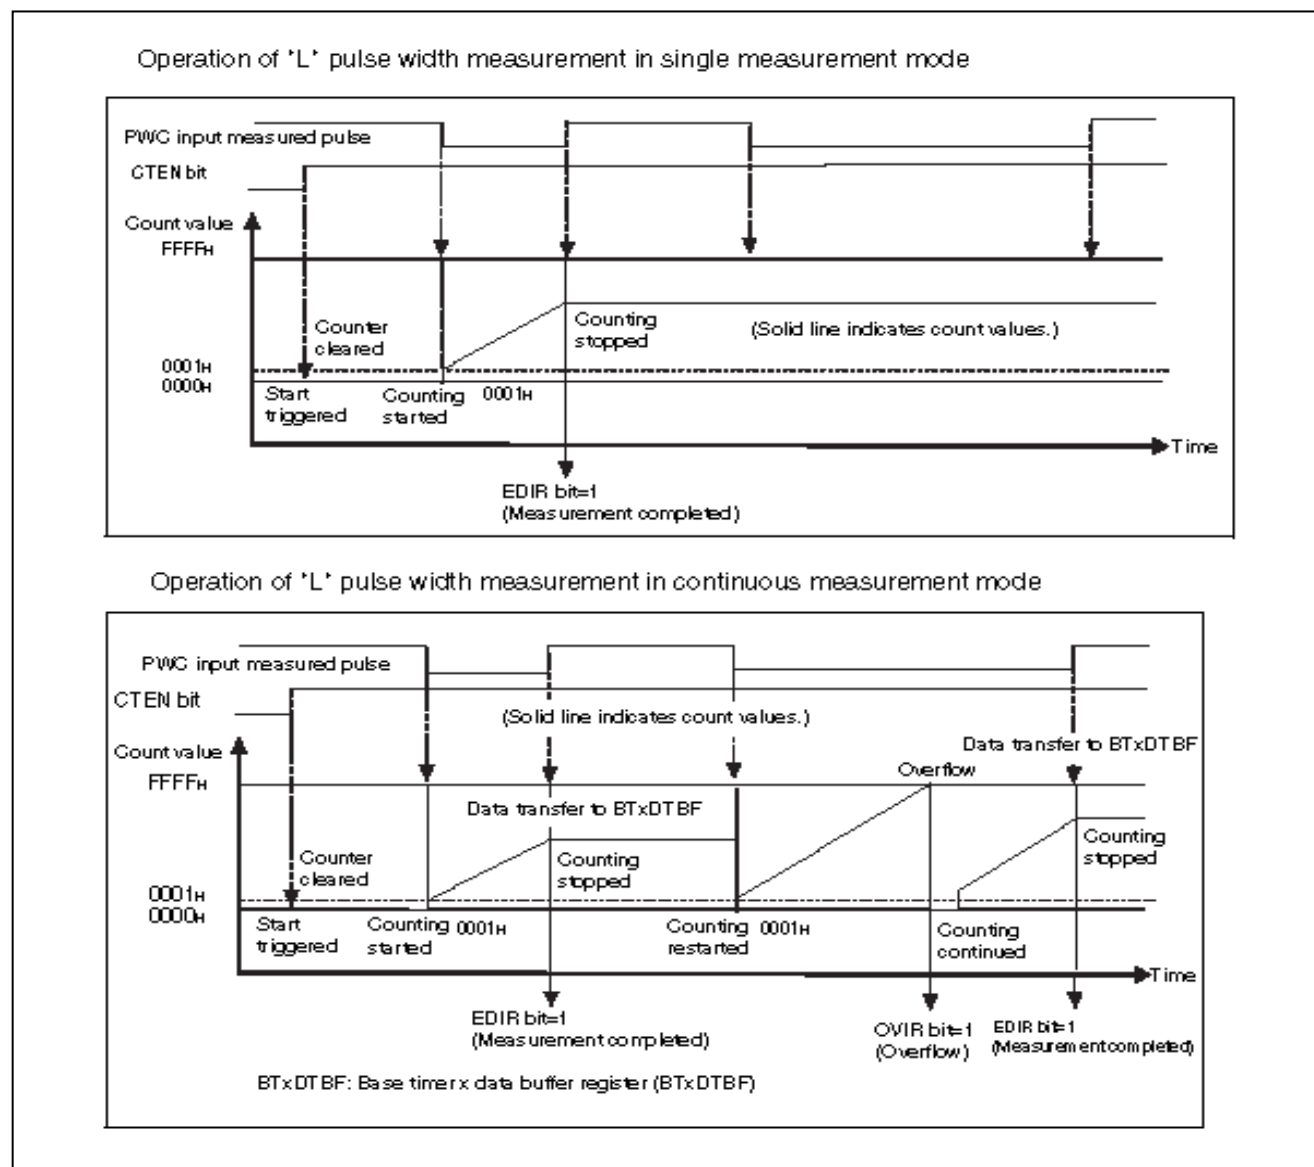 Operation of "L" pulse width measurement in single measurement mode
PWC input measured pulse
CTEN bit
Count value
FFFFH
Counter
cleared
Counting
stopped
(Solid line indicates count values.)
0001H
0000H
Start
triggered
Counting
started
0001H
Time
EDIR bit=1
(Measurement completed)
Operation of "L" pulse width measurement in continuous measurement mode
PWC input measured pulse
CTEN bit
(Solid line indicates count values.)
Data transfer to BTxDTBF
Count value
Overflow
FFFFH
Data transfer to BTxDTBF
Counter
cleared
Counting
stopped
Counting
stopped
0001H
0000H
Start
triggered
Counting
started
0001H
Counting
restarted
0001H
Counting
continued
Time
EDIR bit=1
(Measurement completed)
OVIR bit=1
(Overflow)
EDIR bit=1
(Measurement completed)
BTxDTBF: Base timer x data buffer register (BTxDTBF)